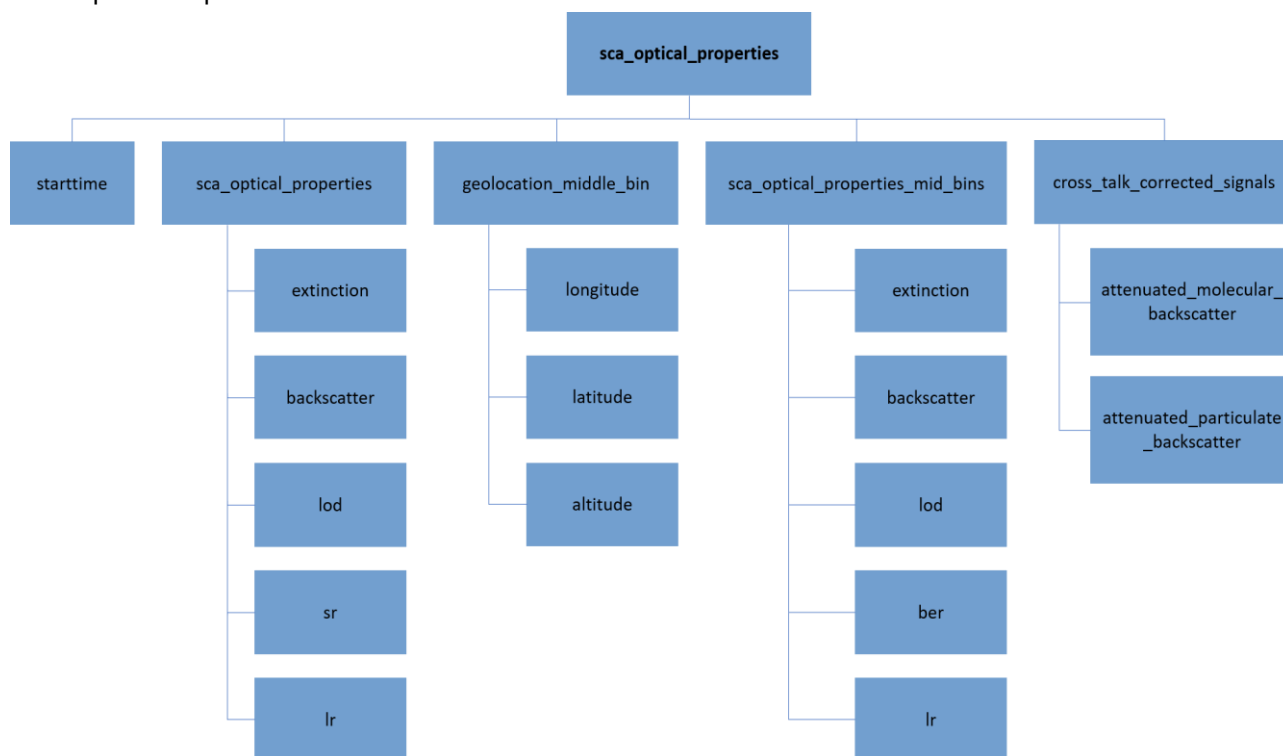 sca_optical_properties
starttime
sca_optical_properties
geolocation_middle_bin
sca_optical_properties_mid_bins
cross_talk_corrected_signals
extinction
backscatter
lod
sr
lr
longitude
latitude
altitude
extinction
backscatter
lod
ber
lr
attenuated_molecular_
backscatter
attenuated_particulate
_backscatter